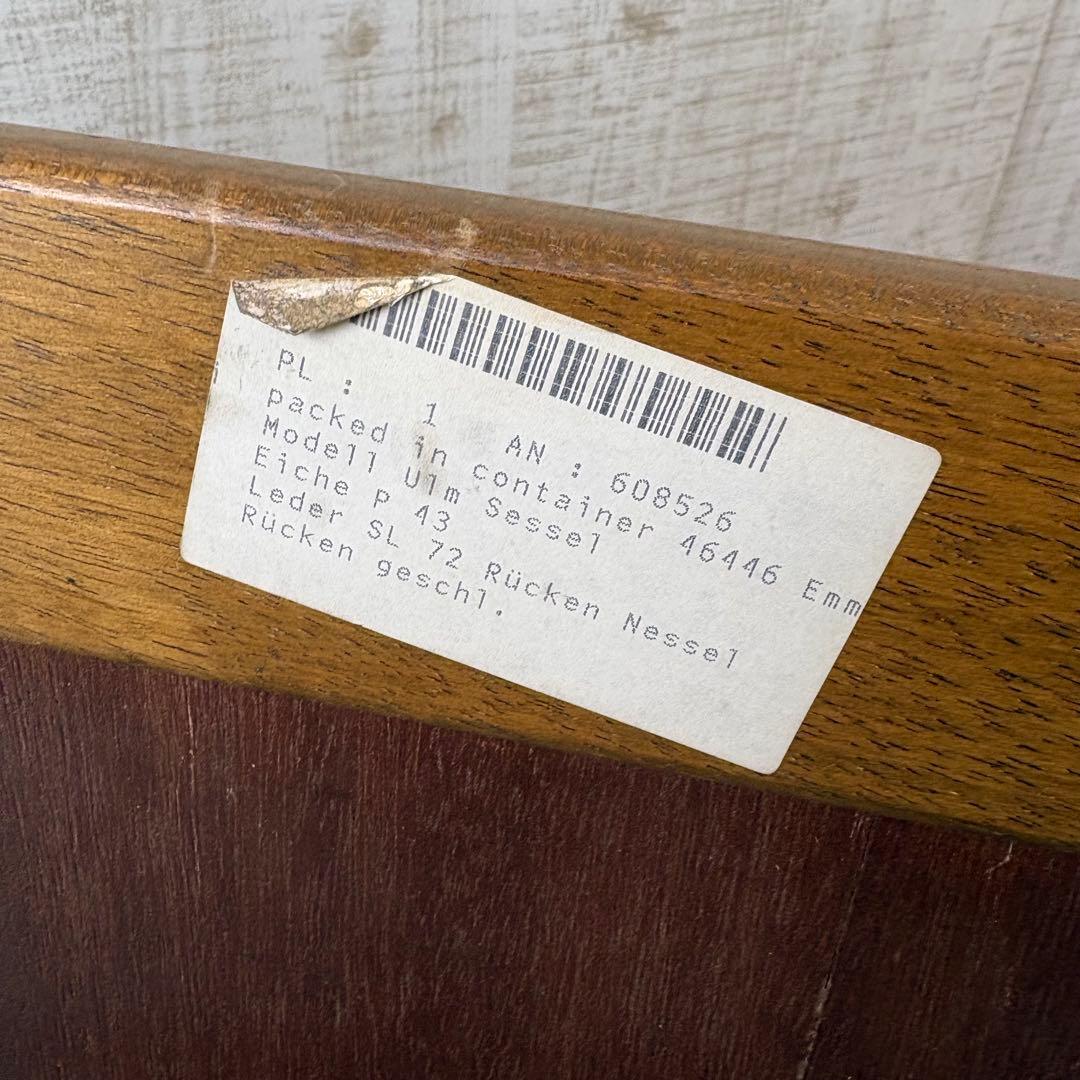 PL : 1 AN : 608526
packed in container 46446 Emm
Modell Ulm Sessel
Eiche p 43
Leder SL 72 Rücken Nessel
Rücken geschl.